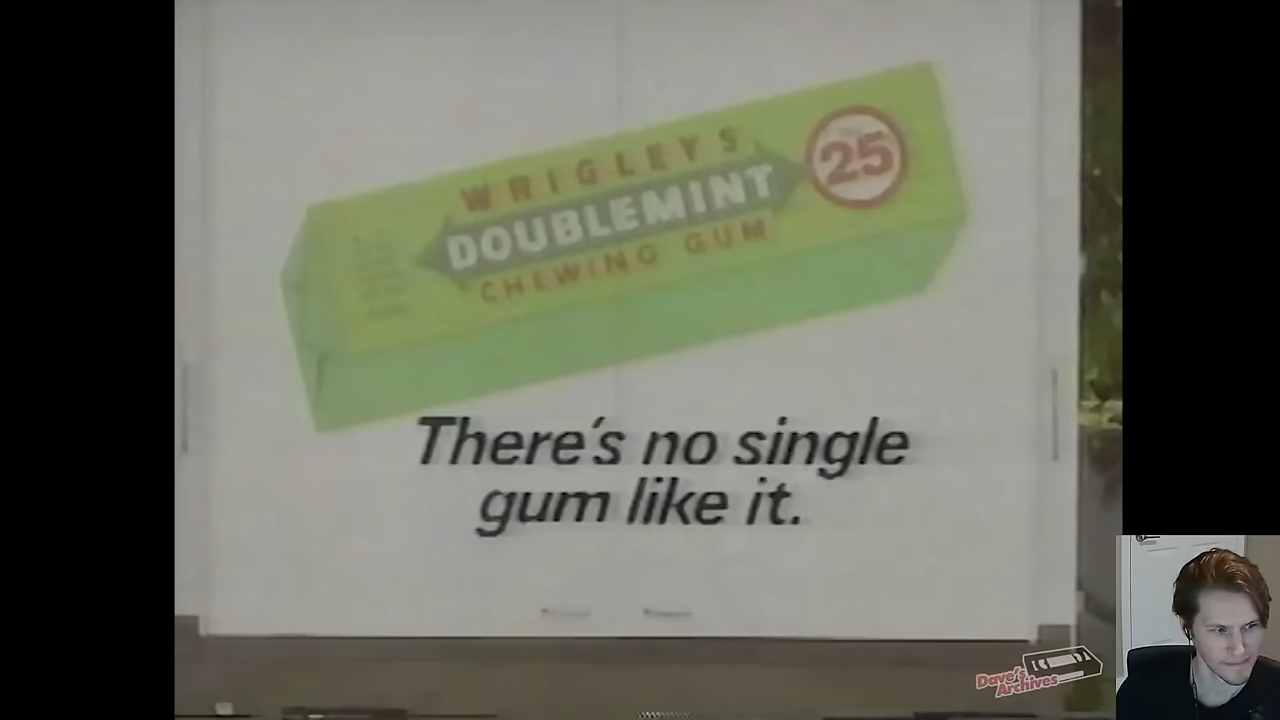 WRIGLEY'S
DOUBLEMINT
CHEWING GUM
25
There's no single
gum like it.
Dave's
Archives